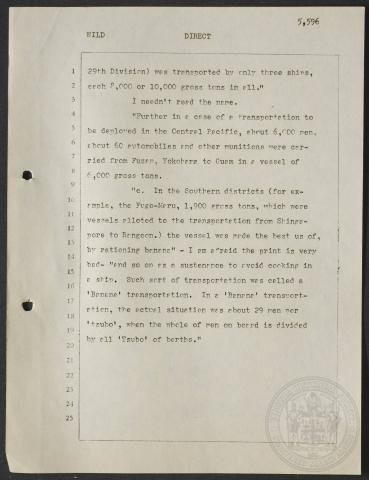 5,596
WILD DIRECT
1 29th Division) was transported by only three ships,
2 each 8,000 or 10,000 gross tons in all."
3 I needn't read the name.
4 "Further in a case of a transportation to
5 be deployed in the Central Pacific, about 6,000 men,
6 about 60 automobiles and other munitions were car-
7 ried from Fuzan, Yokohama to Guam in a vessel of
8 6,000 gross tons.
9 "c. In the Southern districts (for ex-
10 ample, the Fugo-Maru, 1,900 gross tons, which were
11 vessels alloted to the transportation from Singa-
12 pore to Rangoon.) the vessel was made the best us of,
13 by rationing banana" - I am afraid the print is very
14 bad- "and so on as a sustenance to avoid cooking in
15 a ship. Such sort of transportation was called a
16 'Banana' transportation. In a 'Banana' transport-
17 ation, the actual situation was about 29 men per
18 'tsubo', when the whole of men on board is divided
19 by all 'Tsubo' of berths."
20
21
22
23
24
25